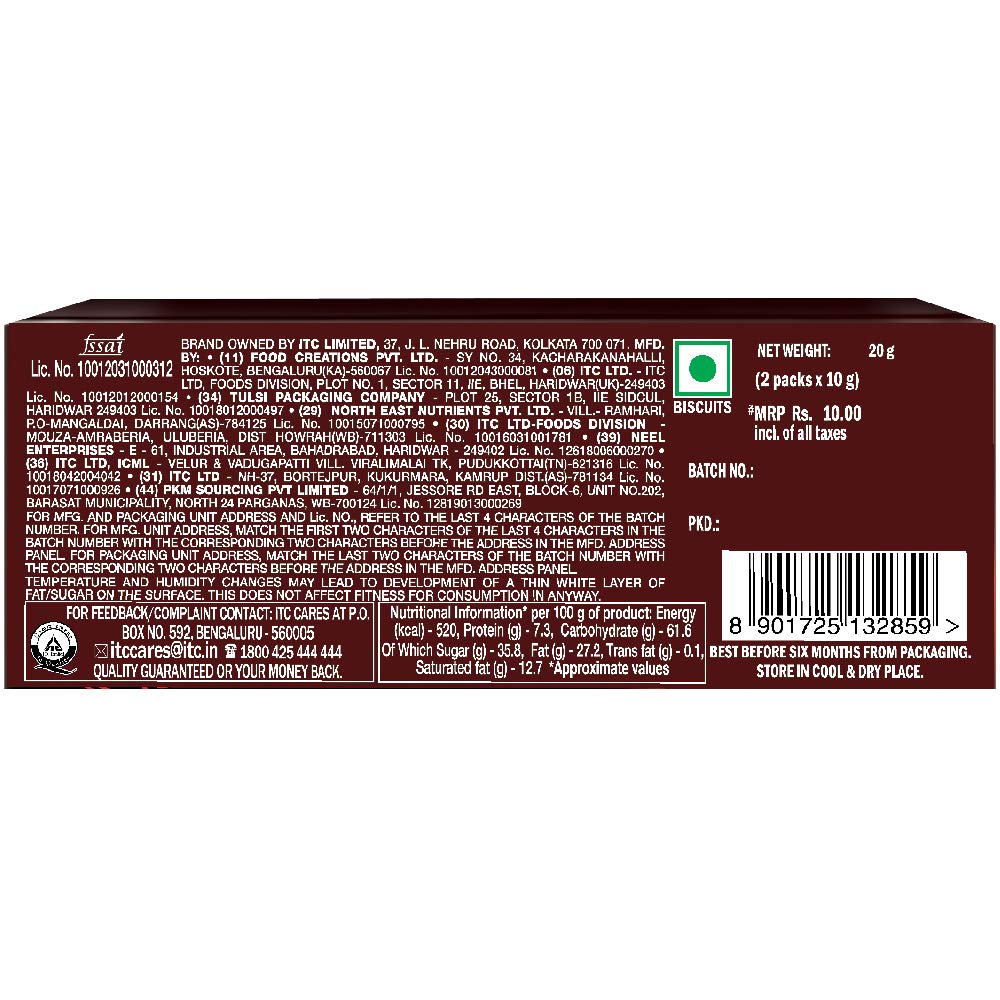 fssai
Lic. No. 10012031000312
BRAND OWNED BY ITC LIMITED, 37, J. L. NEHRU ROAD, KOLKATA 700 071. MFD.
BY: • (11) FOOD CREATIONS PVT. LTD. - SY NO. 34, KACHARAKANAHALLI,
HOSKOTE, BENGALURU(KA)-560067 Lic. No. 10012043000081 • (06) ITC LTD. - ITC
LTD, FOODS DIVISION, PLOT NO. 1, SECTOR 11, IIE, BHEL, HARIDWAR(UK)-249403
Lic. No. 10012012000154 • (34) TULSI PACKAGING COMPANY - PLOT 25, SECTOR 1B, IIE SIDCUL,
HARIDWAR 249403 Lic. No. 10018012000497 • (29) NORTH EAST NUTRIENTS PVT. LTD. - VILL.- RAMHARI,
P.O-MANGALDAI, DARRANG(AS)-784125 Lic. No. 10015071000795 • (30) ITC LTD-FOODS DIVISION -
MOUZA-AMRABERIA, ULUBERIA, DIST HOWRAH(WB)-711303 Lic. No. 10016031001781 • (39) NEEL
ENTERPRISES - E - 61, INDUSTRIAL AREA, BAHADRABAD, HARIDWAR - 249402 Lic. No. 12618006000270 •
(36) ITC LTD, ICML - VELUR & VADUGAPATTI VILL. VIRALIMALAI TK, PUDUKKOTTAI(TN)-621316 Lic. No.
10018042004042 • (31) ITC LTD - NH-37, BORTEJPUR, KUKURMARA, KAMRUP DIST.(AS)-781134 Lic. No.
10017071000926 • (44) PKM SOURCING PVT LIMITED - 64/1/1, JESSORE RD EAST, BLOCK-6, UNIT NO.202,
BARASAT MUNICIPALITY, NORTH 24 PARGANAS, WB-700124 Lic. No. 12819013000269
FOR MFG. AND PACKAGING UNIT ADDRESS AND Lic. NO., REFER TO THE LAST 4 CHARACTERS OF THE BATCH
NUMBER. FOR MFG. UNIT ADDRESS, MATCH THE FIRST TWO CHARACTERS OF THE LAST 4 CHARACTERS IN THE
BATCH NUMBER WITH THE CORRESPONDING TWO CHARACTERS BEFORE THE ADDRESS IN THE MFD. ADDRESS
PANEL. FOR PACKAGING UNIT ADDRESS, MATCH THE LAST TWO CHARACTERS OF THE BATCH NUMBER WITH
THE CORRESPONDING TWO CHARACTERS BEFORE THE ADDRESS IN THE MFD. ADDRESS PANEL.
TEMPERATURE AND HUMIDITY CHANGES MAY LEAD TO DEVELOPMENT OF A THIN WHITE LAYER OF
FAT/SUGAR ON THE SURFACE. THIS DOES NOT AFFECT FITNESS FOR CONSUMPTION IN ANYWAY.
FOR FEEDBACK/COMPLAINT CONTACT: ITC CARES AT P.O.
BOX NO. 592, BENGALURU - 560005
itccares@itc.in 1800 425 444 444
QUALITY GUARANTEED OR YOUR MONEY BACK.
Nutritional Information* per 100 g of product: Energy
(kcal) - 520, Protein (g) - 7.3, Carbohydrate (g) - 61.6
Of Which Sugar (g) - 35.8, Fat (g) - 27.2, Trans fat (g) - 0.1,
Saturated fat (g) - 12.7 *Approximate values
BISCUITS
NET WEIGHT: 20 g
(2 packs x 10 g)
#MRP Rs. 10.00
incl. of all taxes
BATCH NO.:
PKD.:
8 901725 132859 >
BEST BEFORE SIX MONTHS FROM PACKAGING.
STORE IN COOL & DRY PLACE.